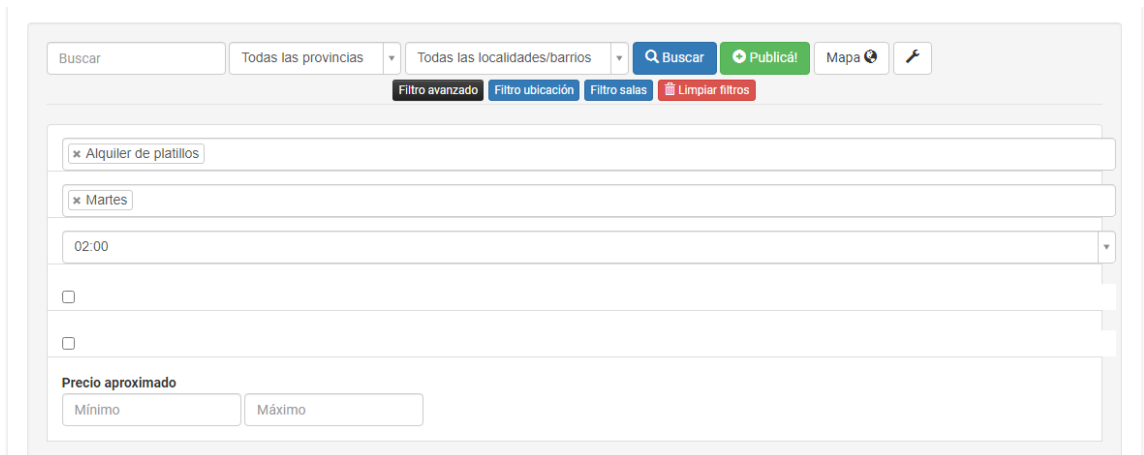 Buscar Todas las provincias Todas las localidades/barrios Buscar Publicá! Mapa
Filtro avanzado Filtro ubicación Filtro salas Limpiar filtros
× Alquiler de platillos
× Martes
02:00
Precio aproximado
Mínimo Máximo